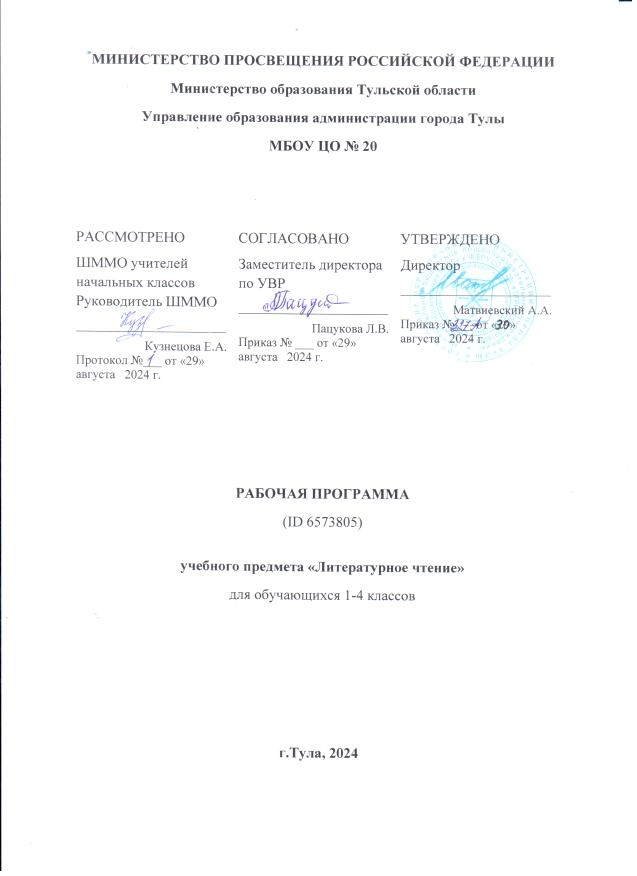 МИНИСТЕРСТВО ПРОСВЕЩЕНИЯ РОССИЙСКОЙ ФЕДЕРАЦИИ
Министерство образования Тульской области
Управление образования администрации города Тулы
МБОУ ЦО № 20
РАССМОТРЕНО
ШММО учителей
начальных классов
Руководитель ШММО
Кузнецова Е.А.
Протокол № 1 от «29»
августа 2024 г.
СОГЛАСОВАНО
Заместитель директора
по УВР
Пацукова Л.В.
Приказ № ___ от «29»
августа 2024 г.
УТВЕРЖДЕНО
Директор
Матвиевский А.А.
Приказ № от «30»
августа 2024 г.
РАБОЧАЯ ПРОГРАММА
(ID 6573805)
учебного предмета «Литературное чтение»
для обучающихся 1-4 классов
г.Тула, 2024